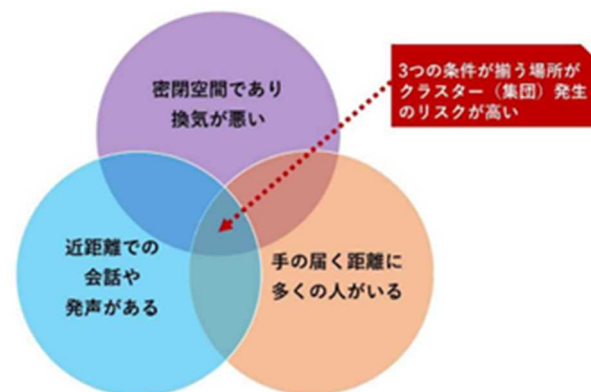 密閉空間であり
換気が悪い
3つの条件が揃う場所が
クラスター（集団）発生
のリスクが高い
近距離での
会話や
発声がある
手の届く距離に
多くの人がいる